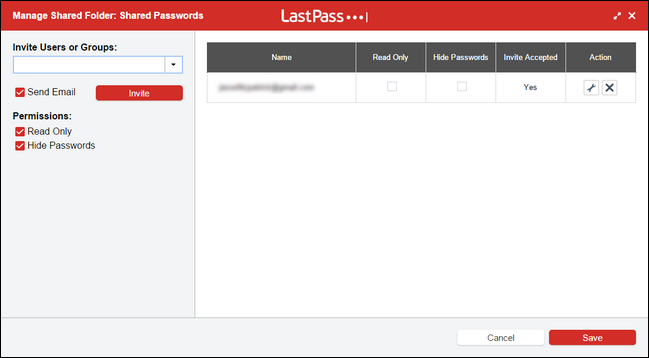 Manage Shared Folder: Shared Passwords
LastPass
Invite Users or Groups:
Send Email
Invite
Permissions:
Read Only
Hide Passwords
Name Read Only Hide Passwords Invite Accepted Action
Yes
Cancel Save